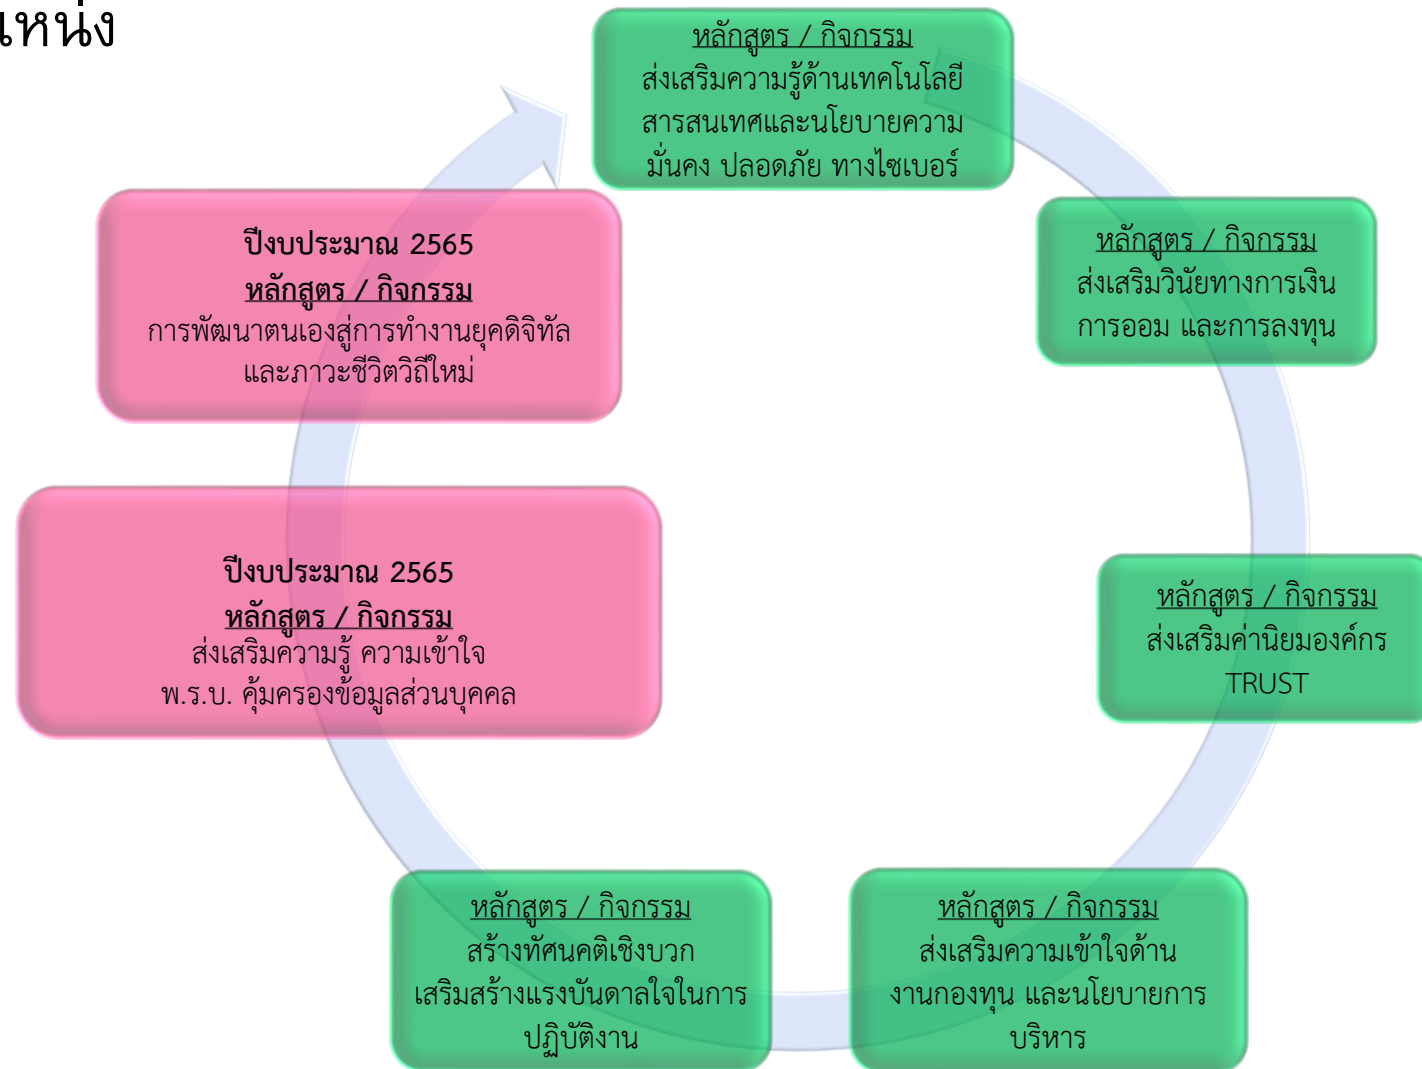 หลักสูตร / กิจกรรม
ส่งเสริมความรู้ด้านเทคโนโลยี
สารสนเทศและนโยบายความ
มั่นคง ปลอดภัย ทางไซเบอร์
หลักสูตร / กิจกรรม
ส่งเสริมวินัยทางการเงิน
การออม และการลงทุน
หลักสูตร / กิจกรรม
ส่งเสริมค่านิยมองค์กร
TRUST
หลักสูตร / กิจกรรม
ส่งเสริมความเข้าใจด้าน
งานกองทุน และนโยบายการ
บริหาร
หลักสูตร / กิจกรรม
สร้างทัศนคติเชิงบวก
เสริมสร้างแรงบันดาลใจในการ
ปฏิบัติงาน
ปีงบประมาณ 2565
หลักสูตร / กิจกรรม
ส่งเสริมความรู้ ความเข้าใจ
พ.ร.บ. คุ้มครองข้อมูลส่วนบุคคล
ปีงบประมาณ 2565
หลักสูตร / กิจกรรม
การพัฒนาตนเองสู่การทำงานยุคดิจิทัล
และภาวะชีวิตวิถีใหม่